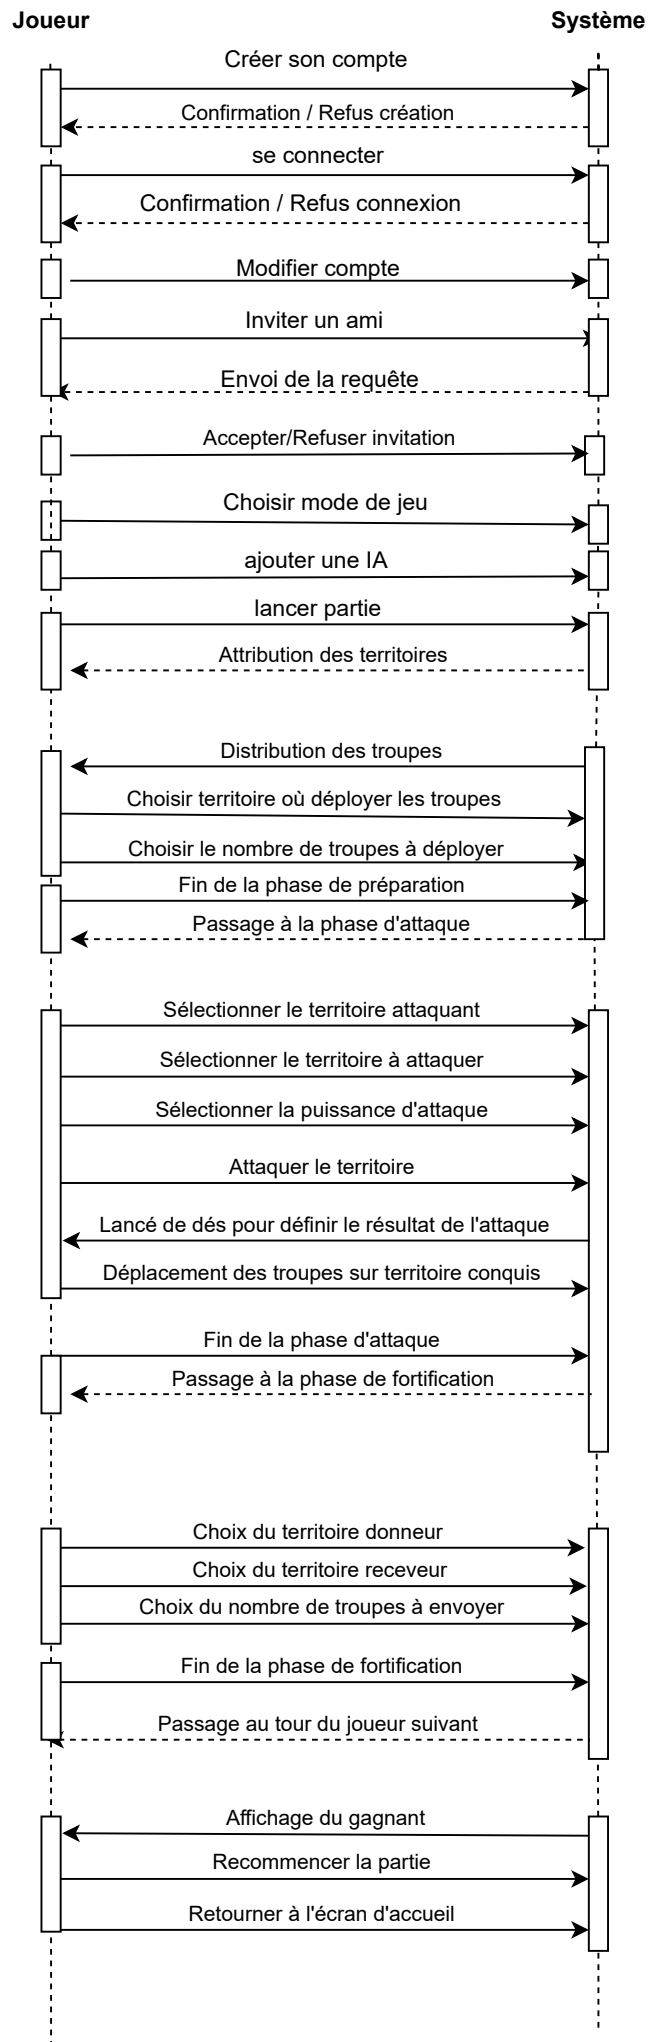 Joueur
Système
Créer son compte
Confirmation / Refus création
se connecter
Confirmation / Refus connexion
Modifier compte
Inviter un ami
Envoi de la requête
Accepter/Refuser invitation
Choisir mode de jeu
ajouter une IA
lancer partie
Attribution des territoires
Distribution des troupes
Choisir territoire où déployer les troupes
Choisir le nombre de troupes à déployer
Fin de la phase de préparation
Passage à la phase d'attaque
Sélectionner le territoire attaquant
Sélectionner le territoire à attaquer
Sélectionner la puissance d'attaque
Attaquer le territoire
Lancé de dés pour définir le résultat de l'attaque
Déplacement des troupes sur territoire conquis
Fin de la phase d'attaque
Passage à la phase de fortification
Choix du territoire donneur
Choix du territoire receveur
Choix du nombre de troupes à envoyer
Fin de la phase de fortification
Passage au tour du joueur suivant
Affichage du gagnant
Recommencer la partie
Retourner à l'écran d'accueil